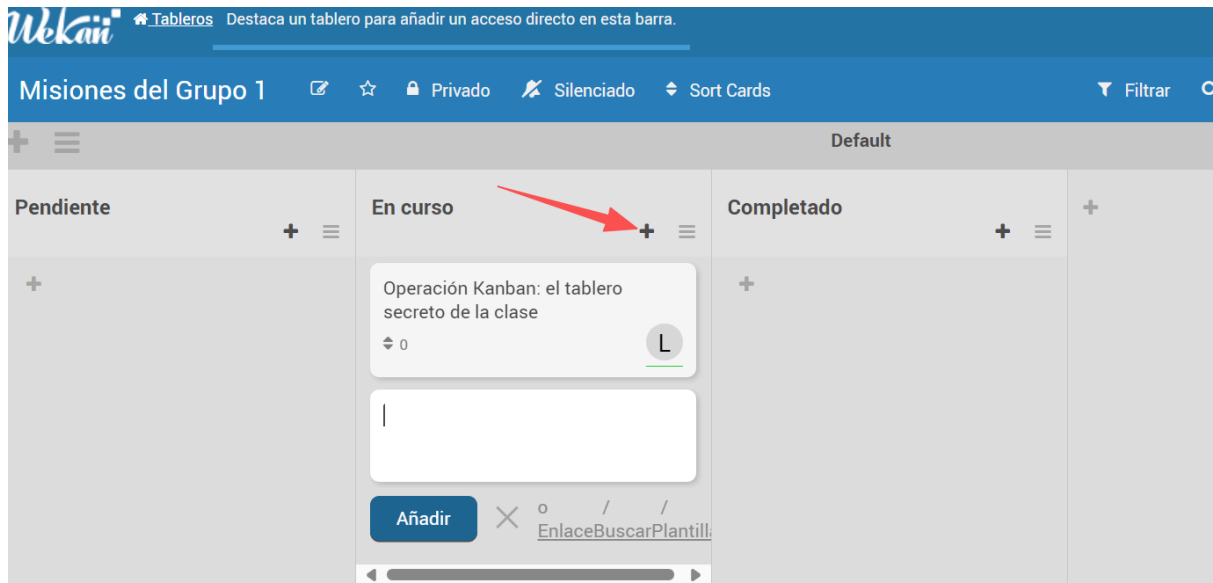 Wekan
Tableros Destaca un tablero para añadir un acceso directo en esta barra.
Misiones del Grupo 1 Privado Silenciado Sort Cards Filtrar
Default
Pendiente En curso Completado
Operación Kanban: el tablero
secreto de la clase
0
L
Añadir o / /
EnlaceBuscarPlantill